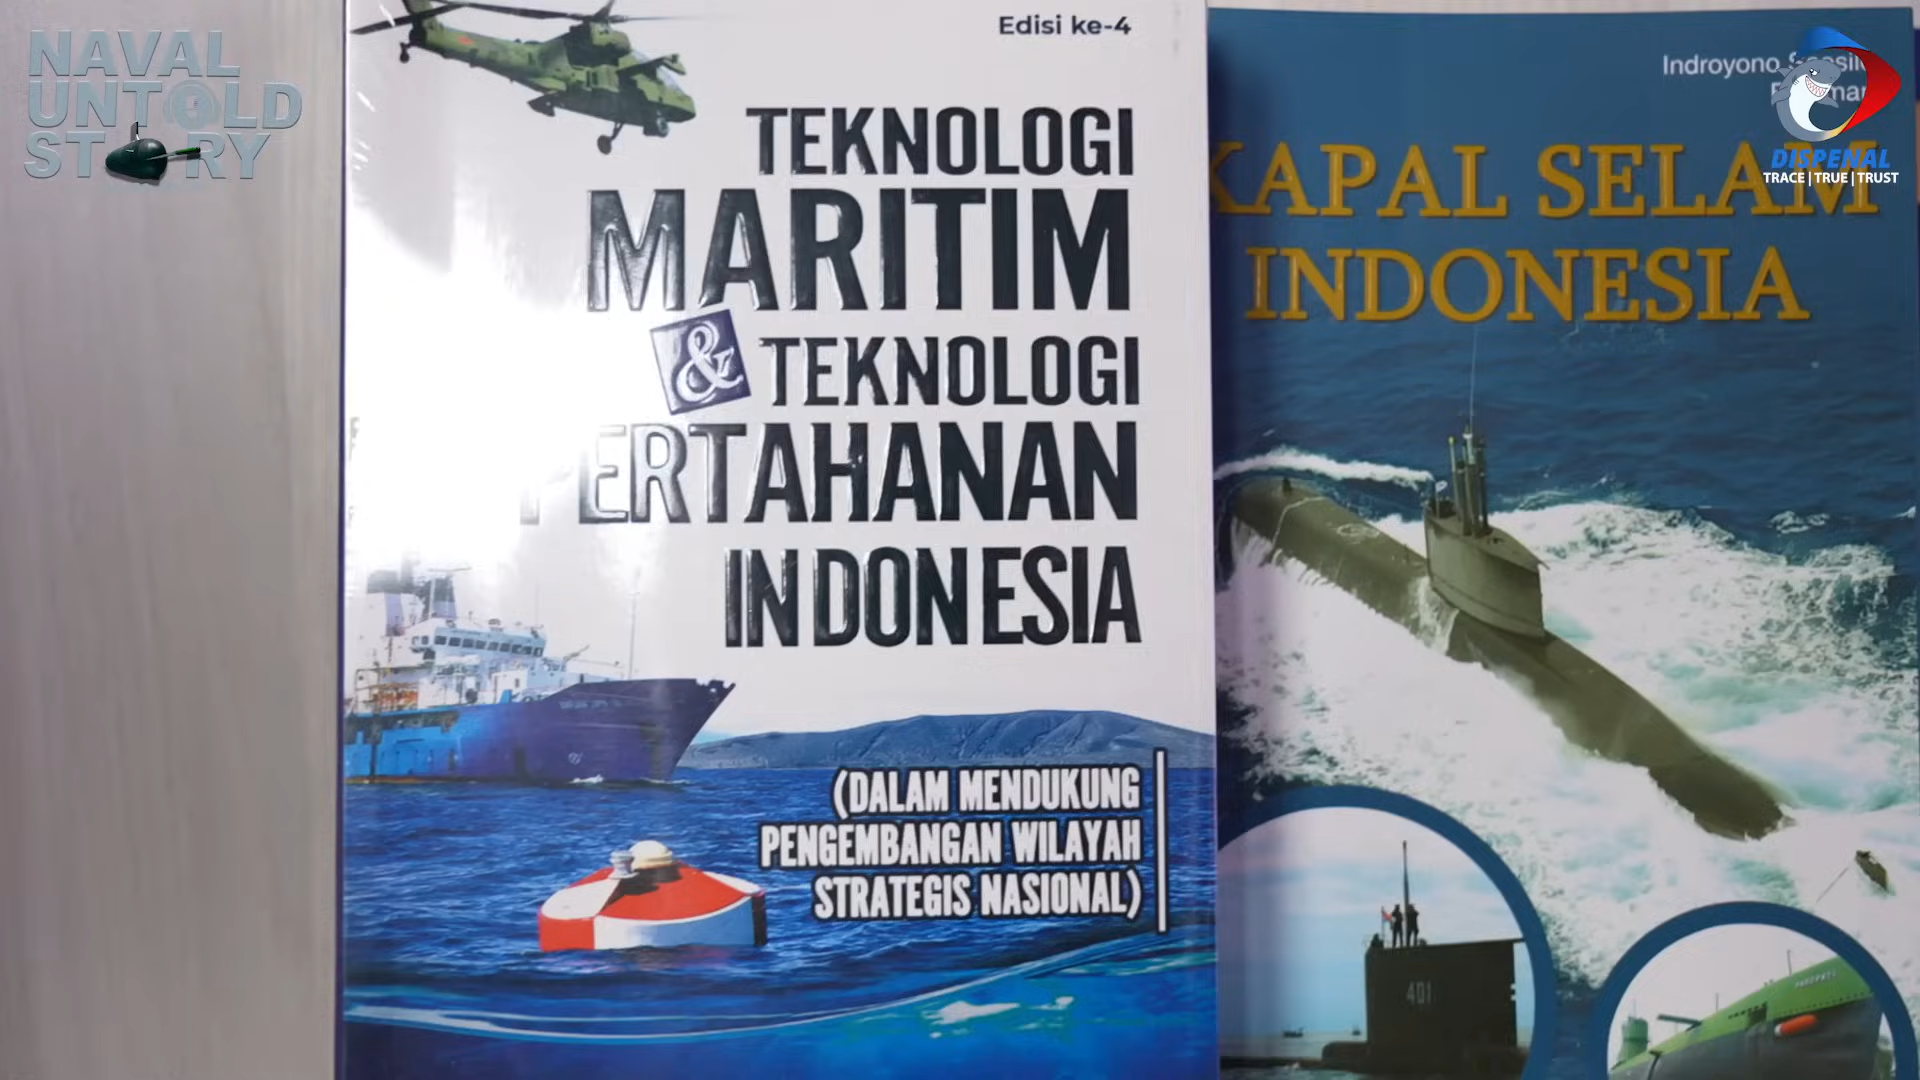 NAVAL
UNTOLD
STORY
Edisi ke-4
TEKNOLOGI
MARITIM
& TEKNOLOGI
PERTAHANAN
INDONESIA
(DALAM MENDUKUNG
PENGEMBANGAN WILAYAH
STRATEGIS NASIONAL)
Indroyono
KAPAL SELAM
INDONESIA
401
PASOPATI
DISPENAL
TRACE | TRUE | TRUST